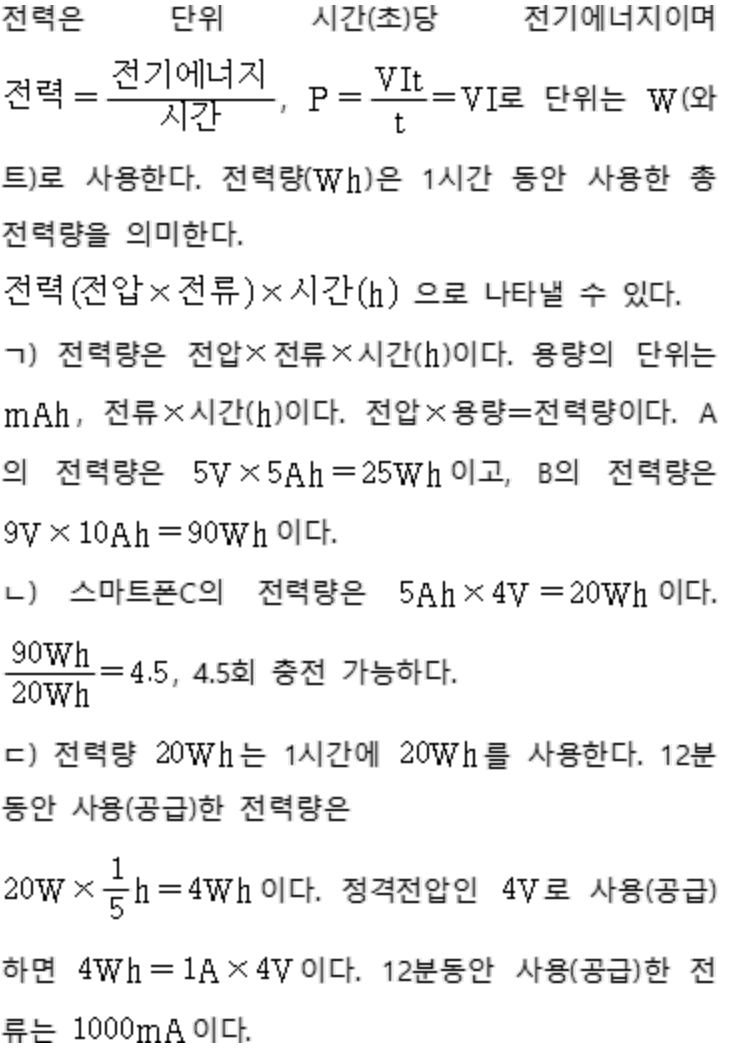 전력은 단위 시간(초)당 전기에너지이며
전력 = 전기에너지/시간, P = VIt/t = VI로 단위는 W(와
트)로 사용한다. 전력량(Wh)은 1시간 동안 사용한 총
전력량을 의미한다.
전력(전압×전류)×시간(h) 으로 나타낼 수 있다.
ㄱ) 전력량은 전압×전류×시간(h)이다. 용량의 단위는
mAh, 전류×시간(h)이다. 전압×용량=전력량이다. A
의 전력량은 5V×5Ah=25Wh이고, B의 전력량은
9V×10Ah=90Wh이다.
ㄴ) 스마트폰C의 전력량은 5Ah×4V=20Wh이다.
90Wh/20Wh=4.5, 4.5회 충전 가능하다.
ㄷ) 전력량 20Wh는 1시간에 20Wh를 사용한다. 12분
동안 사용(공급)한 전력량은
20W×1/5h=4Wh이다. 정격전압인 4V로 사용(공급)
하면 4Wh=1A×4V이다. 12분동안 사용(공급)한 전
류는 1000mA이다.